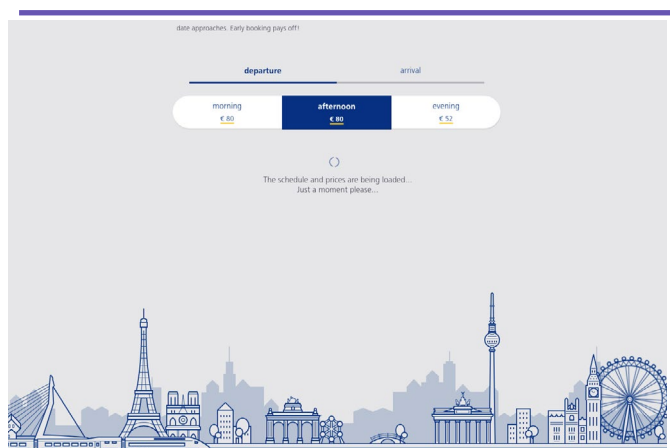 date approaches. Early booking pays off!
departure
arrival
morning
afternoon
evening
€ 80
€ 80
€ 52
The schedule and prices are being loaded...
Just a moment please...